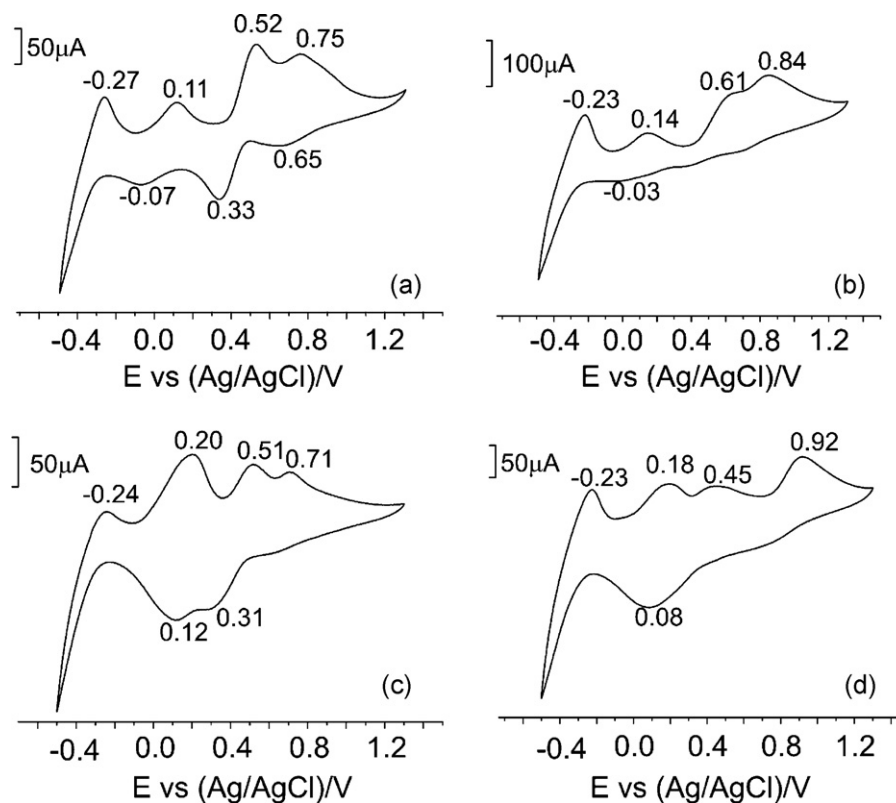 50μA
-0.27
0.11
0.52
0.75
-0.07
0.33
0.65
(a)
-0.4 0.0 0.4 0.8 1.2
E vs (Ag/AgCl)/V
100μA
-0.23
0.14
0.61
0.84
-0.03
(b)
-0.4 0.0 0.4 0.8 1.2
E vs (Ag/AgCl)/V
50μA
-0.24
0.20
0.51
0.71
0.12
0.31
(c)
-0.4 0.0 0.4 0.8 1.2
E vs (Ag/AgCl)/V
50μA
-0.23
0.18
0.45
0.92
0.08
(d)
-0.4 0.0 0.4 0.8 1.2
E vs (Ag/AgCl)/V